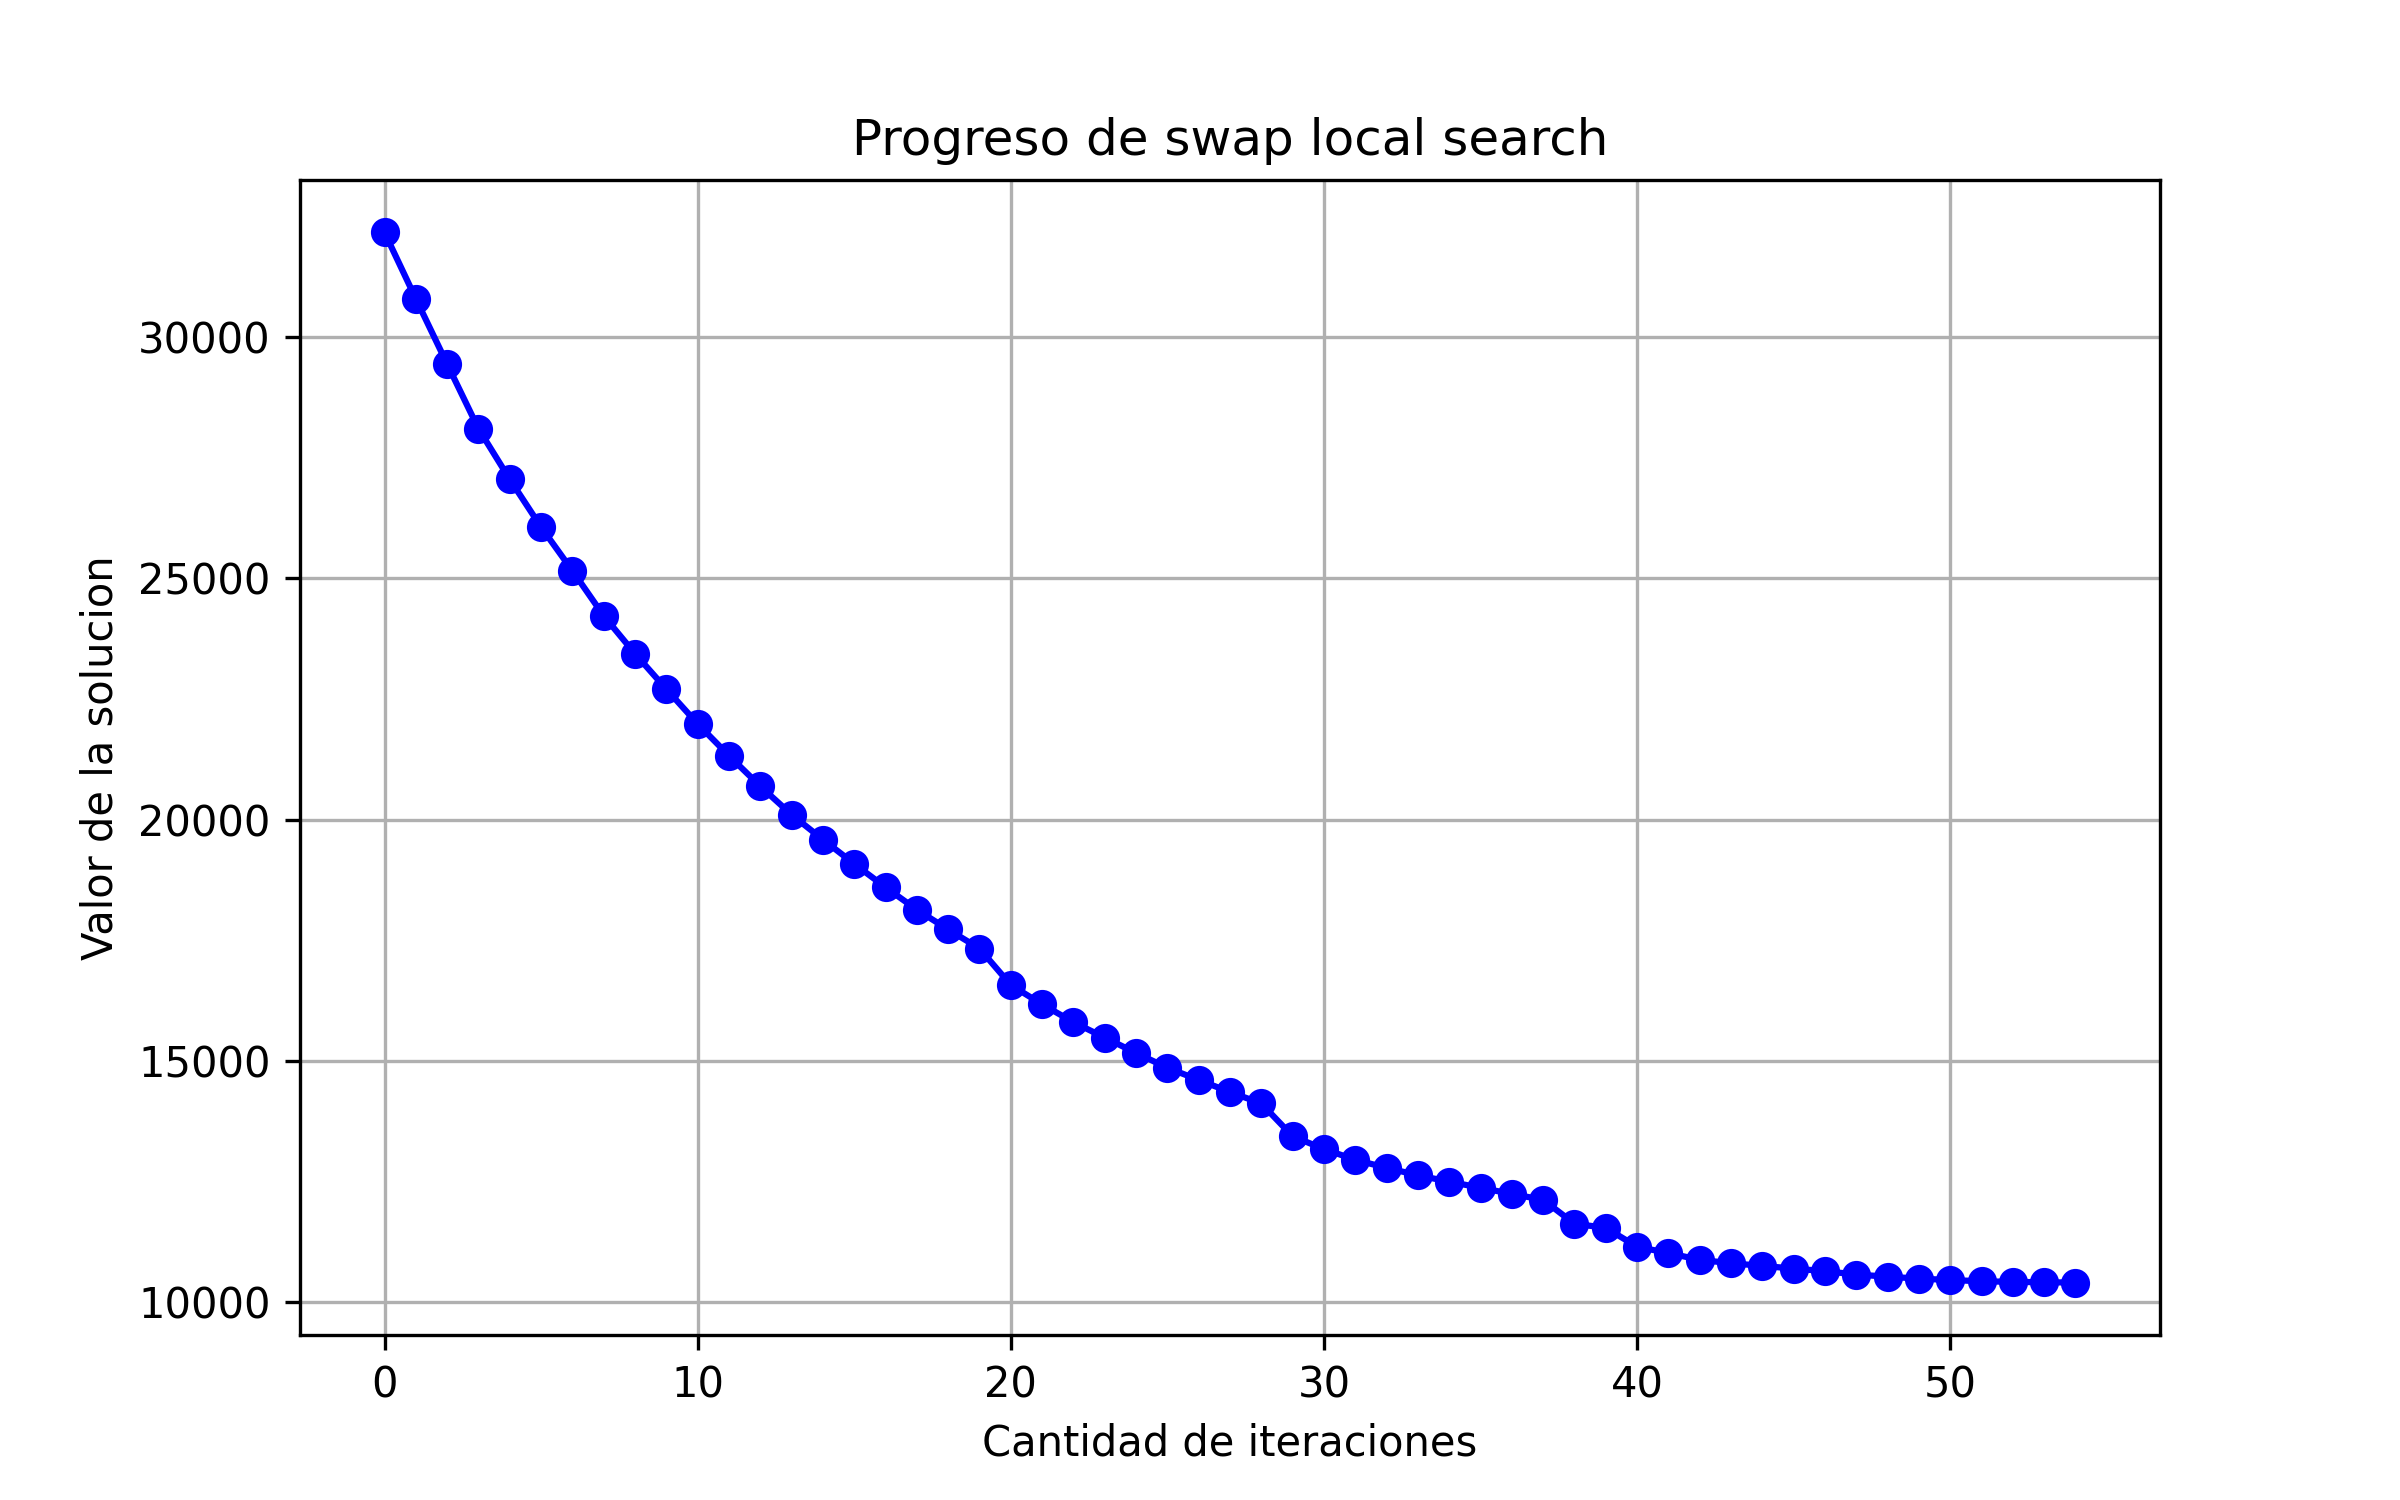 Progreso de swap local search
Valor de la solucion
30000
25000
20000
15000
10000
0 10 20 30 40 50
Cantidad de iteraciones